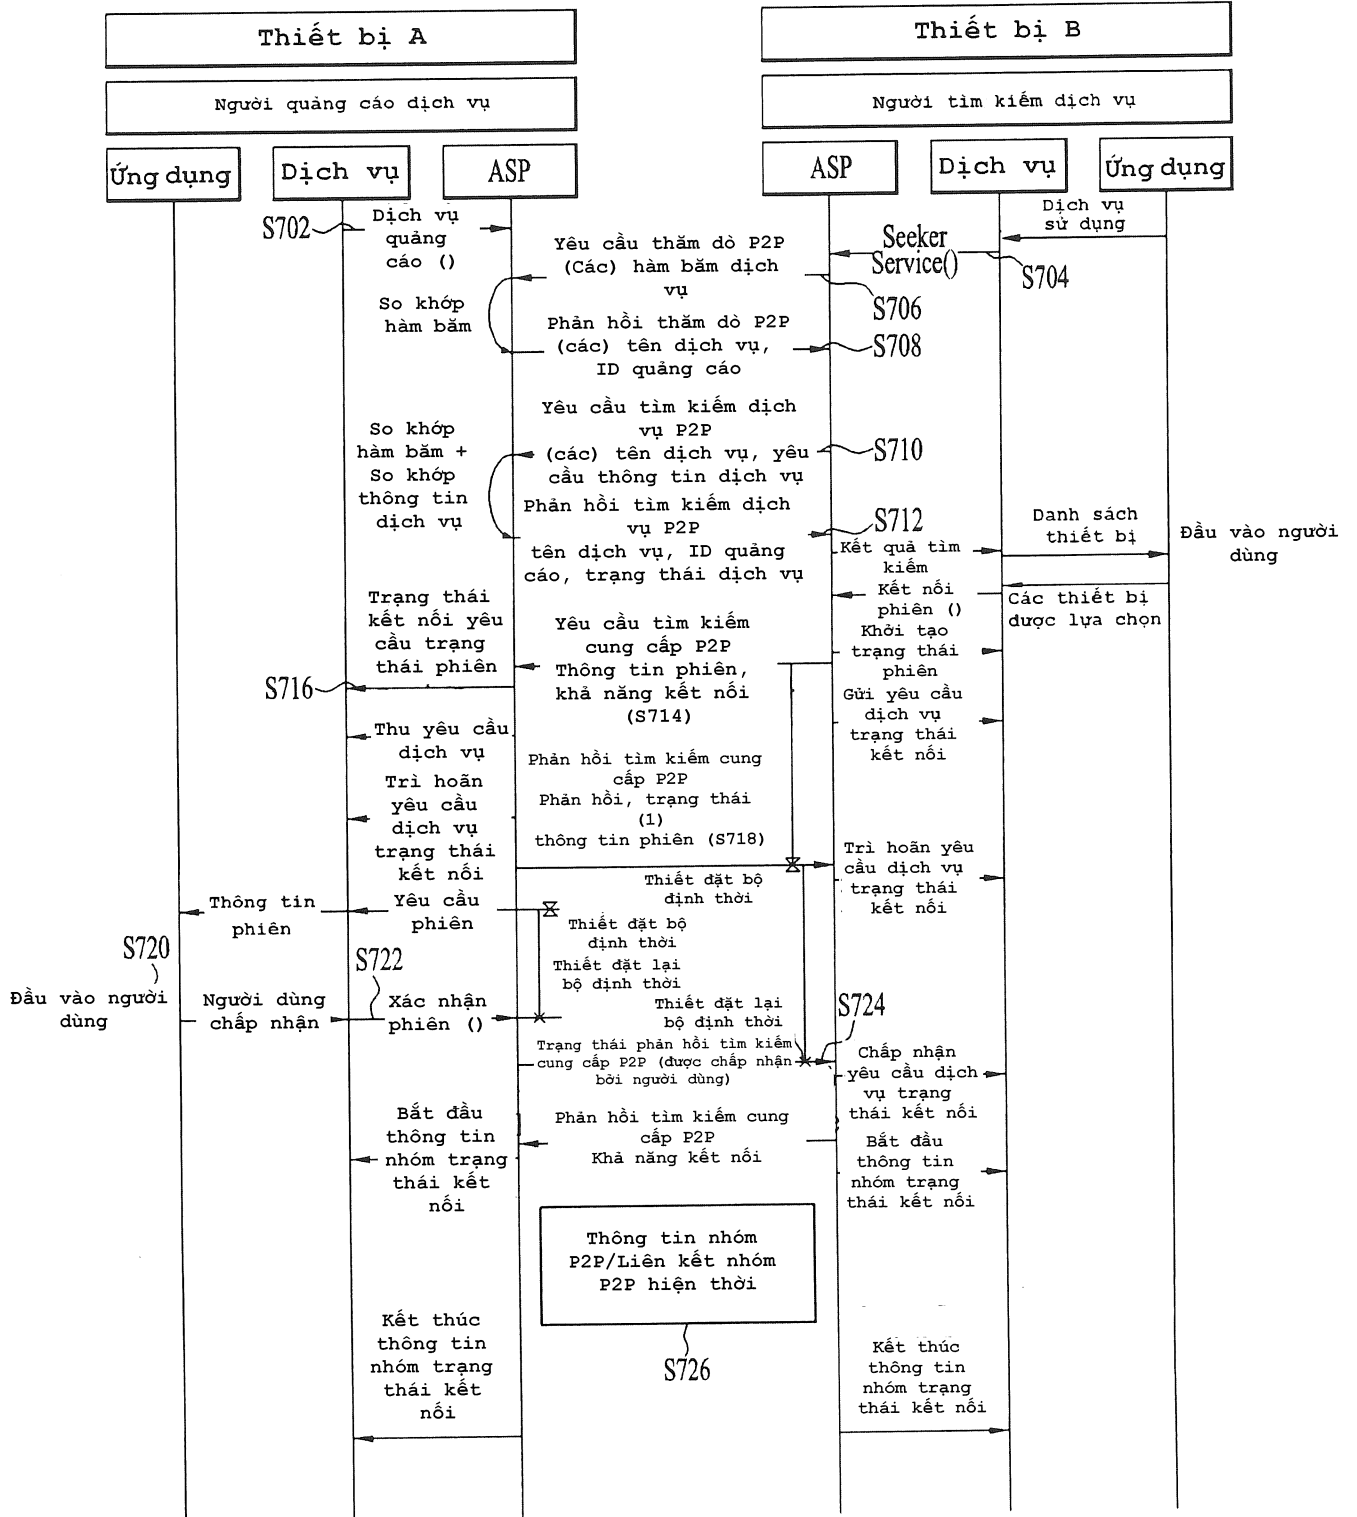 Thiết bị A
Thiết bị B
Người quảng cáo dịch vụ
Người tìm kiếm dịch vụ
Ứng dụng
Dịch vụ
ASP
ASP
Dịch vụ
Ứng dụng
S702
Dịch vụ
quảng
cáo ()
Dịch vụ
sử dụng
Seeker
Service()
S704
Yêu cầu thăm dò P2P
(Các) hàm băm dịch
vụ
S706
So khớp
hàm băm
Phản hồi thăm dò P2P
(các) tên dịch vụ,
ID quảng cáo
S708
Yêu cầu tìm kiếm dịch
vụ P2P
(các) tên dịch vụ, yêu
cầu thông tin dịch vụ
S710
So khớp
hàm băm +
So khớp
thông tin
dịch vụ
Phản hồi tìm kiếm dịch
vụ P2P
tên dịch vụ, ID quảng
cáo, trạng thái dịch vụ
S712
Kết quả tìm
kiếm
Danh sách
thiết bị
Đầu vào người
dùng
Kết nối
phiên ()
Các thiết bị
được lựa chọn
Trạng thái
kết nối yêu
cầu trạng
thái phiên
S716
Yêu cầu tìm kiếm
cung cấp P2P
Thông tin phiên,
khả năng kết nối
(S714)
Khởi tạo
trạng thái
phiên
Gửi yêu cầu
dịch vụ
trạng thái
kết nối
Thu yêu cầu
dịch vụ
Trì hoãn
yêu cầu
dịch vụ
trạng thái
kết nối
Phản hồi tìm kiếm cung
cấp P2P
Phản hồi, trạng thái
(1)
thông tin phiên (S718)
Trì hoãn yêu
cầu dịch vụ
trạng thái
kết nối
Thiết đặt bộ
định thời
Thông tin
phiên
Yêu cầu
phiên
Thiết đặt bộ
định thời
Thiết đặt lại
bộ định thời
S720
Đầu vào người
dùng
Người dùng
chấp nhận
S722
Xác nhận
phiên ()
Thiết đặt lại
bộ định thời
S724
Trạng thái phản hồi tìm kiếm
cung cấp P2P (được chấp nhận
bởi người dùng)
Chấp nhận
yêu cầu dịch
vụ trạng
thái kết nối
Bắt đầu
thông tin
nhóm trạng
thái kết
nối
Phản hồi tìm kiếm cung
cấp P2P
Khả năng kết nối
Bắt đầu
thông tin
nhóm trạng
thái kết nối
Thông tin nhóm
P2P/Liên kết nhóm
P2P hiện thời
S726
Kết thúc
thông tin
nhóm trạng
thái kết
nối
Kết thúc
thông tin
nhóm trạng
thái kết nối